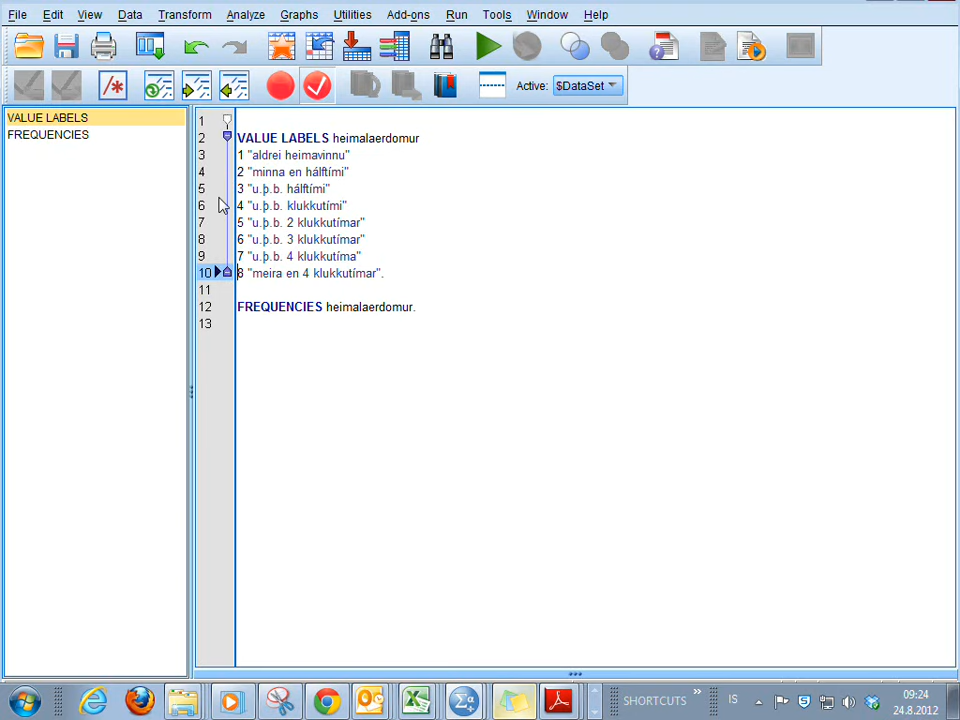 File Edit View Data Transform Analyze Graphs Utilities Add-ons Run Tools Window Help
Active: $DataSet
VALUE LABELS
FREQUENCIES
1
2 VALUE LABELS heimalaerdomur
3 1 "aldrei heimavinnu"
4 2 "minna en hálftími"
5 3 "u.þ.b. hálftími"
6 4 "u.þ.b. klukkutími"
7 5 "u.þ.b. 2 klukkutímar"
8 6 "u.þ.b. 3 klukkutímar"
9 7 "u.þ.b. 4 klukkutíma"
10 8 "meira en 4 klukkutímar".
11
12 FREQUENCIES heimalaerdomur.
13
SHORTCUTS » IS 09:24
24.8.2012